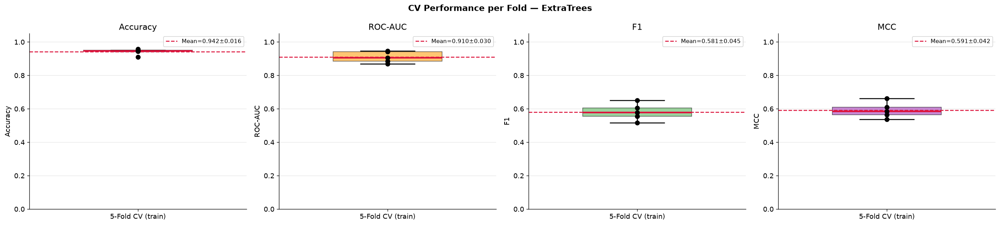 CV Performance per Fold — ExtraTrees
Accuracy
Mean=0.942±0.016
1.0
0.8
0.6
0.4
0.2
0.0
Accuracy
5-Fold CV (train)
ROC-AUC
Mean=0.910±0.030
1.0
0.8
0.6
0.4
0.2
0.0
ROC-AUC
5-Fold CV (train)
F1
Mean=0.581±0.045
1.0
0.8
0.6
0.4
0.2
0.0
F1
5-Fold CV (train)
MCC
Mean=0.591±0.042
1.0
0.8
0.6
0.4
0.2
0.0
MCC
5-Fold CV (train)